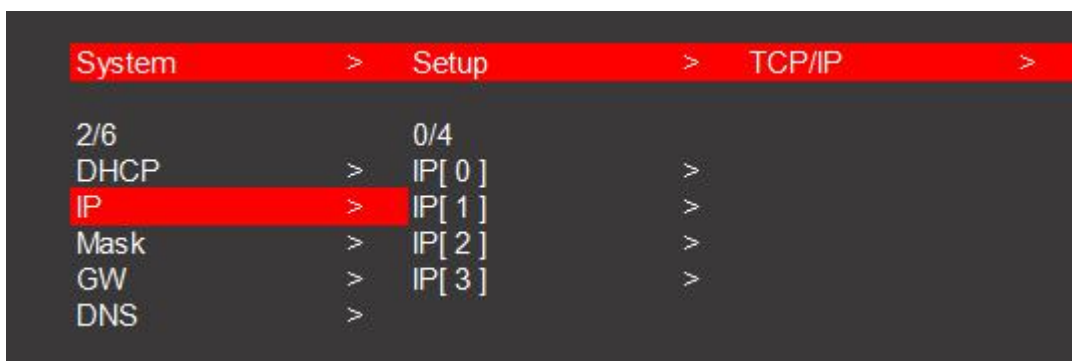 System > Setup > TCP/IP >
2/6 0/4
DHCP > IP[ 0 ] >
IP > IP[ 1 ] >
Mask > IP[ 2 ] >
GW > IP[ 3 ] >
DNS >